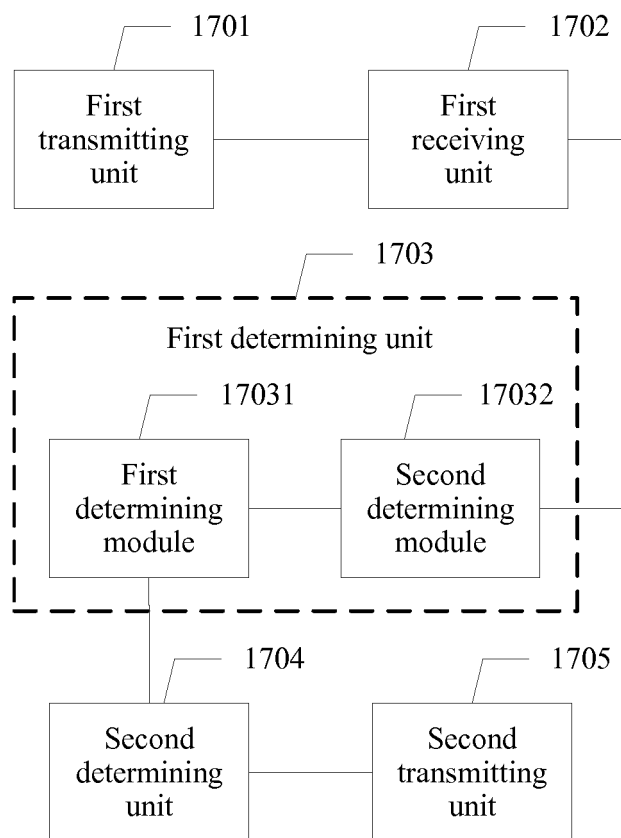 1701
1702
First
transmitting
unit
First
receiving
unit
1703
First determining unit
17031
17032
First
determining
module
Second
determining
module
1704
1705
Second
determining
unit
Second
transmitting
unit